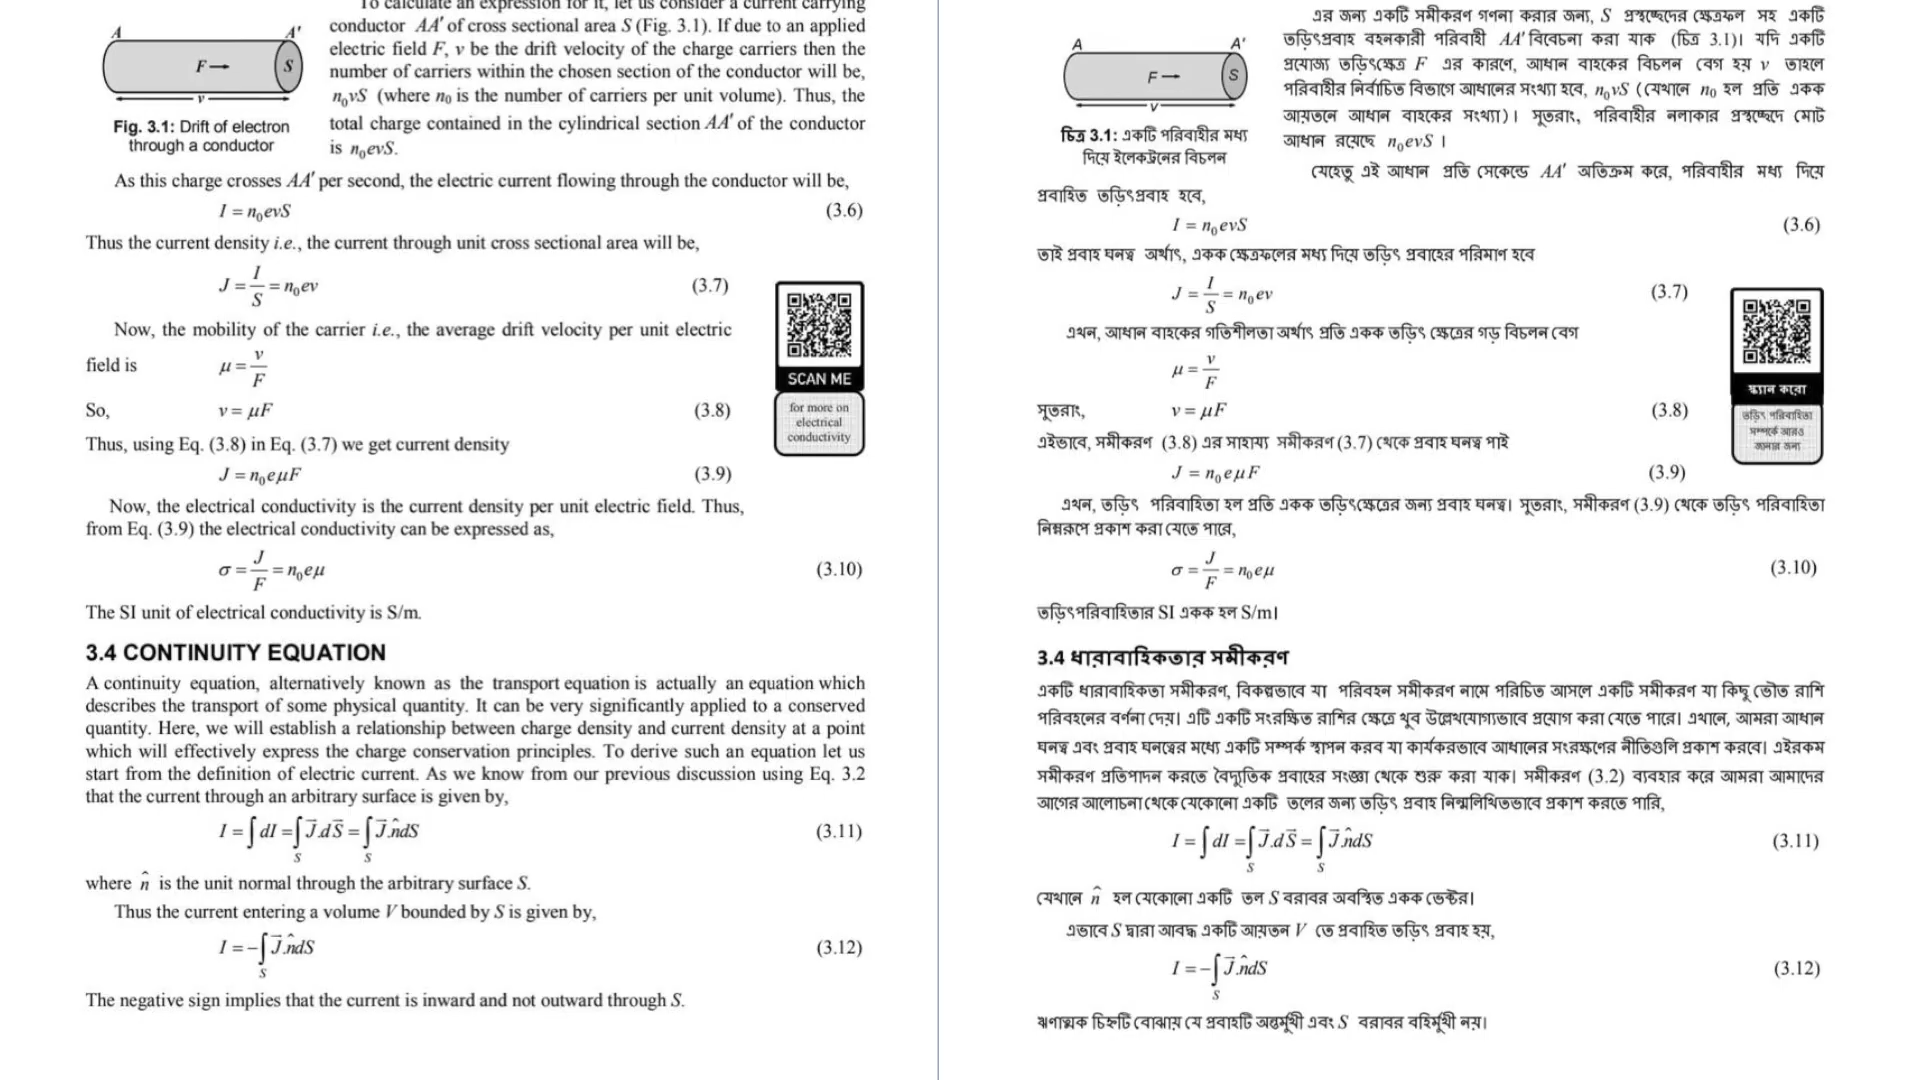 To calculate an expression for it, let us consider a current carrying
conductor AA′ of cross sectional area S (Fig. 3.1). If due to an applied
electric field F, v be the drift velocity of the charge carriers then the
number of carriers within the chosen section of the conductor will be,
n₀vS (where n₀ is the number of carriers per unit volume). Thus, the
total charge contained in the cylindrical section AA′ of the conductor
is n₀evS.
A
A'
F→
S
v
Fig. 3.1: Drift of electron
through a conductor
As this charge crosses AA′ per second, the electric current flowing through the conductor will be,
I = n₀evS (3.6)
Thus the current density i.e., the current through unit cross sectional area will be,
J = I/S = n₀ev (3.7)
Now, the mobility of the carrier i.e., the average drift velocity per unit electric
field is μ = v/F
So, v = μF (3.8)
Thus, using Eq. (3.8) in Eq. (3.7) we get current density
J = n₀eμF (3.9)
SCAN ME
for more on
electrical
conductivity
Now, the electrical conductivity is the current density per unit electric field. Thus,
from Eq. (3.9) the electrical conductivity can be expressed as,
σ = J/F = n₀eμ (3.10)
The SI unit of electrical conductivity is S/m.
3.4 CONTINUITY EQUATION
A continuity equation, alternatively known as the transport equation is actually an equation which
describes the transport of some physical quantity. It can be very significantly applied to a conserved
quantity. Here, we will establish a relationship between charge density and current density at a point
which will effectively express the charge conservation principles. To derive such an equation let us
start from the definition of electric current. As we know from our previous discussion using Eq. 3.2
that the current through an arbitrary surface is given by,
I = ∫dI = ∫_S J⃗.dS⃗ = ∫_S J⃗.n̂dS (3.11)
where n̂ is the unit normal through the arbitrary surface S.
Thus the current entering a volume V bounded by S is given by,
I = −∫_S J⃗.n̂dS (3.12)
The negative sign implies that the current is inward and not outward through S.
এর জন্য একটি সমীকরণ গণনা করার জন্য, S প্রস্থচ্ছেদের ক্ষেত্রফল সহ একটি
তড়িৎপ্রবাহ বহনকারী পরিবাহী AA′ বিবেচনা করা যাক (চিত্র 3.1)। যদি একটি
প্রযোজ্য তড়িৎক্ষেত্র F এর কারণে, আধান বাহকের বিচলন বেগ হয় v তাহলে
পরিবাহীর নির্বাচিত বিভাগে আধানের সংখ্যা হবে, n₀vS (যেখানে n₀ হল প্রতি একক
আয়তনে আধান বাহকের সংখ্যা)। সুতরাং, পরিবাহীর নলাকার প্রস্থচ্ছেদে মোট
আধান রয়েছে n₀evS ।
A
A'
F→
S
v
চিত্র 3.1: একটি পরিবাহীর মধ্য
দিয়ে ইলেকট্রনের বিচলন
যেহেতু এই আধান প্রতি সেকেন্ডে AA′ অতিক্রম করে, পরিবাহীর মধ্য দিয়ে
প্রবাহিত তড়িৎপ্রবাহ হবে,
I = n₀evS (3.6)
তাই প্রবাহ ঘনত্ব অর্থাৎ, একক ক্ষেত্রফলের মধ্য দিয়ে তড়িৎ প্রবাহের পরিমাণ হবে
J = I/S = n₀ev (3.7)
এখন, আধান বাহকের গতিশীলতা অর্থাৎ প্রতি একক তড়িৎ ক্ষেত্রের গড় বিচলন বেগ
μ = v/F
সুতরাং, v = μF (3.8)
এইভাবে, সমীকরণ (3.8) এর সাহায্য সমীকরণ (3.7) থেকে প্রবাহ ঘনত্ব পাই
J = n₀eμF (3.9)
স্ক্যান করো
তড়িৎ পরিবাহিতা
সম্পর্কে আরও
জানার জন্য
এখন, তড়িৎ পরিবাহিতা হল প্রতি একক তড়িৎক্ষেত্রের জন্য প্রবাহ ঘনত্ব। সুতরাং, সমীকরণ (3.9) থেকে তড়িৎ পরিবাহিতা
নিম্নরূপে প্রকাশ করা যেতে পারে,
σ = J/F = n₀eμ (3.10)
তড়িৎপরিবাহিতার SI একক হল S/m।
3.4 ধারাবাহিকতার সমীকরণ
একটি ধারাবাহিকতা সমীকরণ, বিকল্পভাবে যা পরিবহন সমীকরণ নামে পরিচিত আসলে একটি সমীকরণ যা কিছু ভৌত রাশি
পরিবহনের বর্ণনা দেয়। এটি একটি সংরক্ষিত রাশির ক্ষেত্রে খুব উল্লেখযোগ্যভাবে প্রয়োগ করা যেতে পারে। এখানে, আমরা আধান
ঘনত্ব এবং প্রবাহ ঘনত্বের মধ্যে একটি সম্পর্ক স্থাপন করব যা কার্যকরভাবে আধানের সংরক্ষণের নীতিগুলি প্রকাশ করবে। এইরকম
সমীকরণ প্রতিপাদন করতে বৈদ্যুতিক প্রবাহের সংজ্ঞা থেকে শুরু করা যাক। সমীকরণ (3.2) ব্যবহার করে আমরা আমাদের
আগের আলোচনা থেকে যেকোনো একটি তলের জন্য তড়িৎ প্রবাহ নিম্নলিখিতভাবে প্রকাশ করতে পারি,
I = ∫dI = ∫_S J⃗.dS⃗ = ∫_S J⃗.n̂dS (3.11)
যেখানে n̂ হল যেকোনো একটি তল S বরাবর অবস্থিত একক ভেক্টর।
এভাবে S দ্বারা আবদ্ধ একটি আয়তন V তে প্রবাহিত তড়িৎ প্রবাহ হয়,
I = −∫_S J⃗.n̂dS (3.12)
ঋণাত্মক চিহ্নটি বোঝায় যে প্রবাহটি অন্তর্মুখী এবং S বরাবর বহির্মুখী নয়।